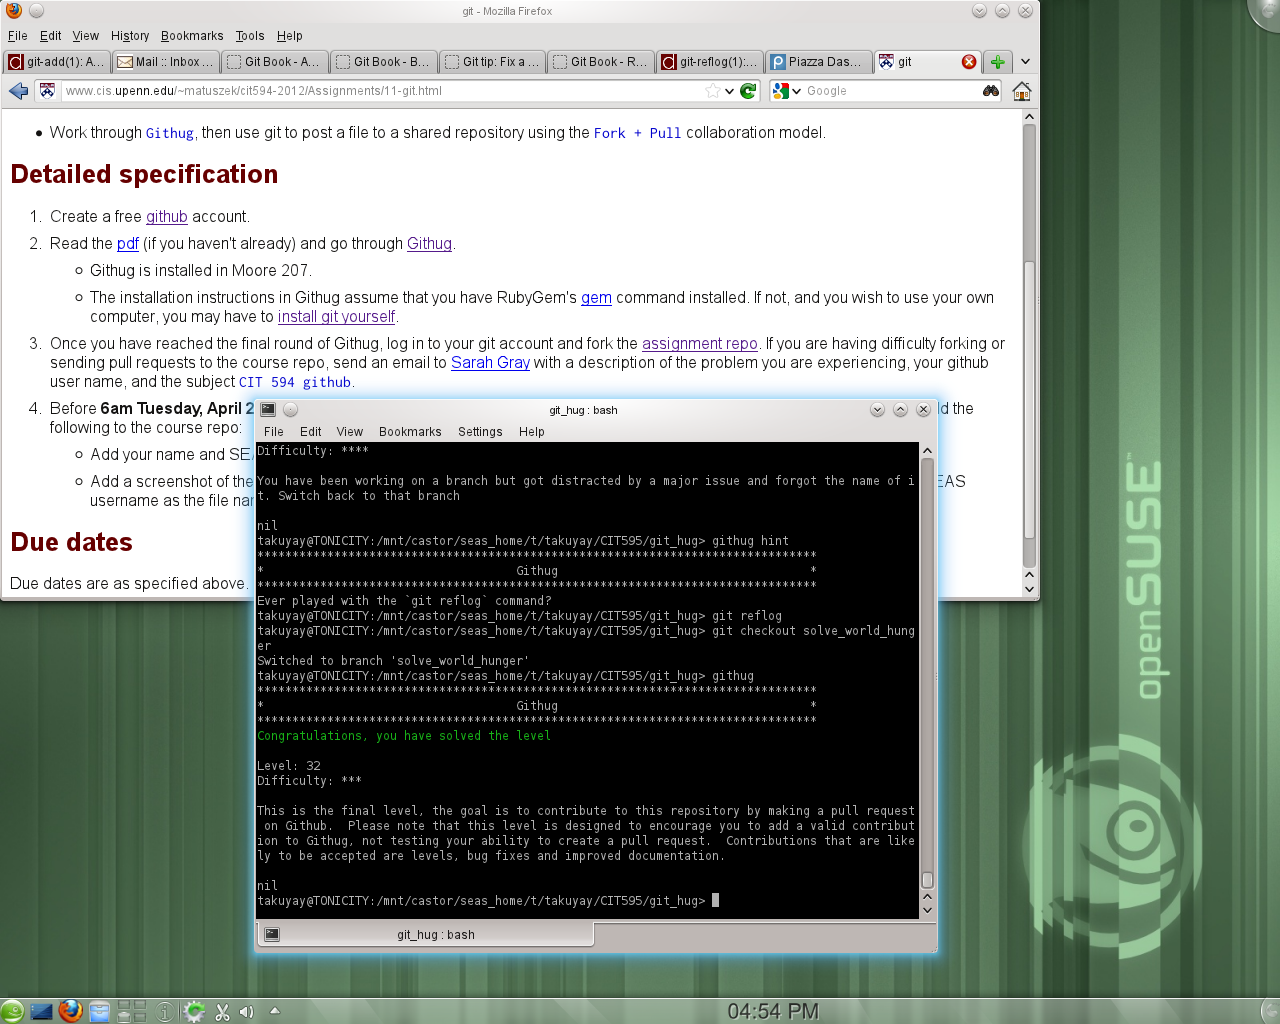 git - Mozilla Firefox
File Edit View History Bookmarks Tools Help
git-add(1): A... Mail :: Inbox ... Git Book - A... Git Book - B... Git tip: Fix a ... Git Book - R... git-reflog(1):... Piazza Das... git
www.cis.upenn.edu/~matuszek/cit594-2012/Assignments/11-git.html Google
• Work through Githug, then use git to post a file to a shared repository using the Fork + Pull collaboration model.
Detailed specification
1. Create a free github account.
2. Read the pdf (if you haven't already) and go through Githug.
Githug is installed in Moore 207.
The installation instructions in Githug assume that you have RubyGem's gem command installed. If not, and you wish to use your own
computer, you may have to install git yourself.
3. Once you have reached the final round of Githug, log in to your git account and fork the assignment repo. If you are having difficulty forking or
sending pull requests to the course repo, send an email to Sarah Gray with a description of the problem you are experiencing, your github
user name, and the subject CIT 594 github.
4. Before 6am Tuesday, April 2 d the
following to the course repo:
Add your name and SE
Add a screenshot of the EAS
username as the file nam
Due dates
Due dates are as specified above.
git_hug : bash
File Edit View Bookmarks Settings Help
Difficulty: ****
You have been working on a branch but got distracted by a major issue and forgot the name of i
t. Switch back to that branch
nil
takuyay@TONICITY:/mnt/castor/seas_home/t/takuyay/CIT595/git_hug> githug hint
********************************************************************************
* Githug *
********************************************************************************
Ever played with the `git reflog` command?
takuyay@TONICITY:/mnt/castor/seas_home/t/takuyay/CIT595/git_hug> git reflog
takuyay@TONICITY:/mnt/castor/seas_home/t/takuyay/CIT595/git_hug> git checkout solve_world_hung
er
Switched to branch 'solve_world_hunger'
takuyay@TONICITY:/mnt/castor/seas_home/t/takuyay/CIT595/git_hug> githug
********************************************************************************
* Githug *
********************************************************************************
Congratulations, you have solved the level
Level: 32
Difficulty: ***
This is the final level, the goal is to contribute to this repository by making a pull request
on Github.  Please note that this level is designed to encourage you to add a valid contribut
ion to Githug, not testing your ability to create a pull request.  Contributions that are like
ly to be accepted are levels, bug fixes and improved documentation.
nil
takuyay@TONICITY:/mnt/castor/seas_home/t/takuyay/CIT595/git_hug>
git_hug : bash
openSUSE™
04:54 PM